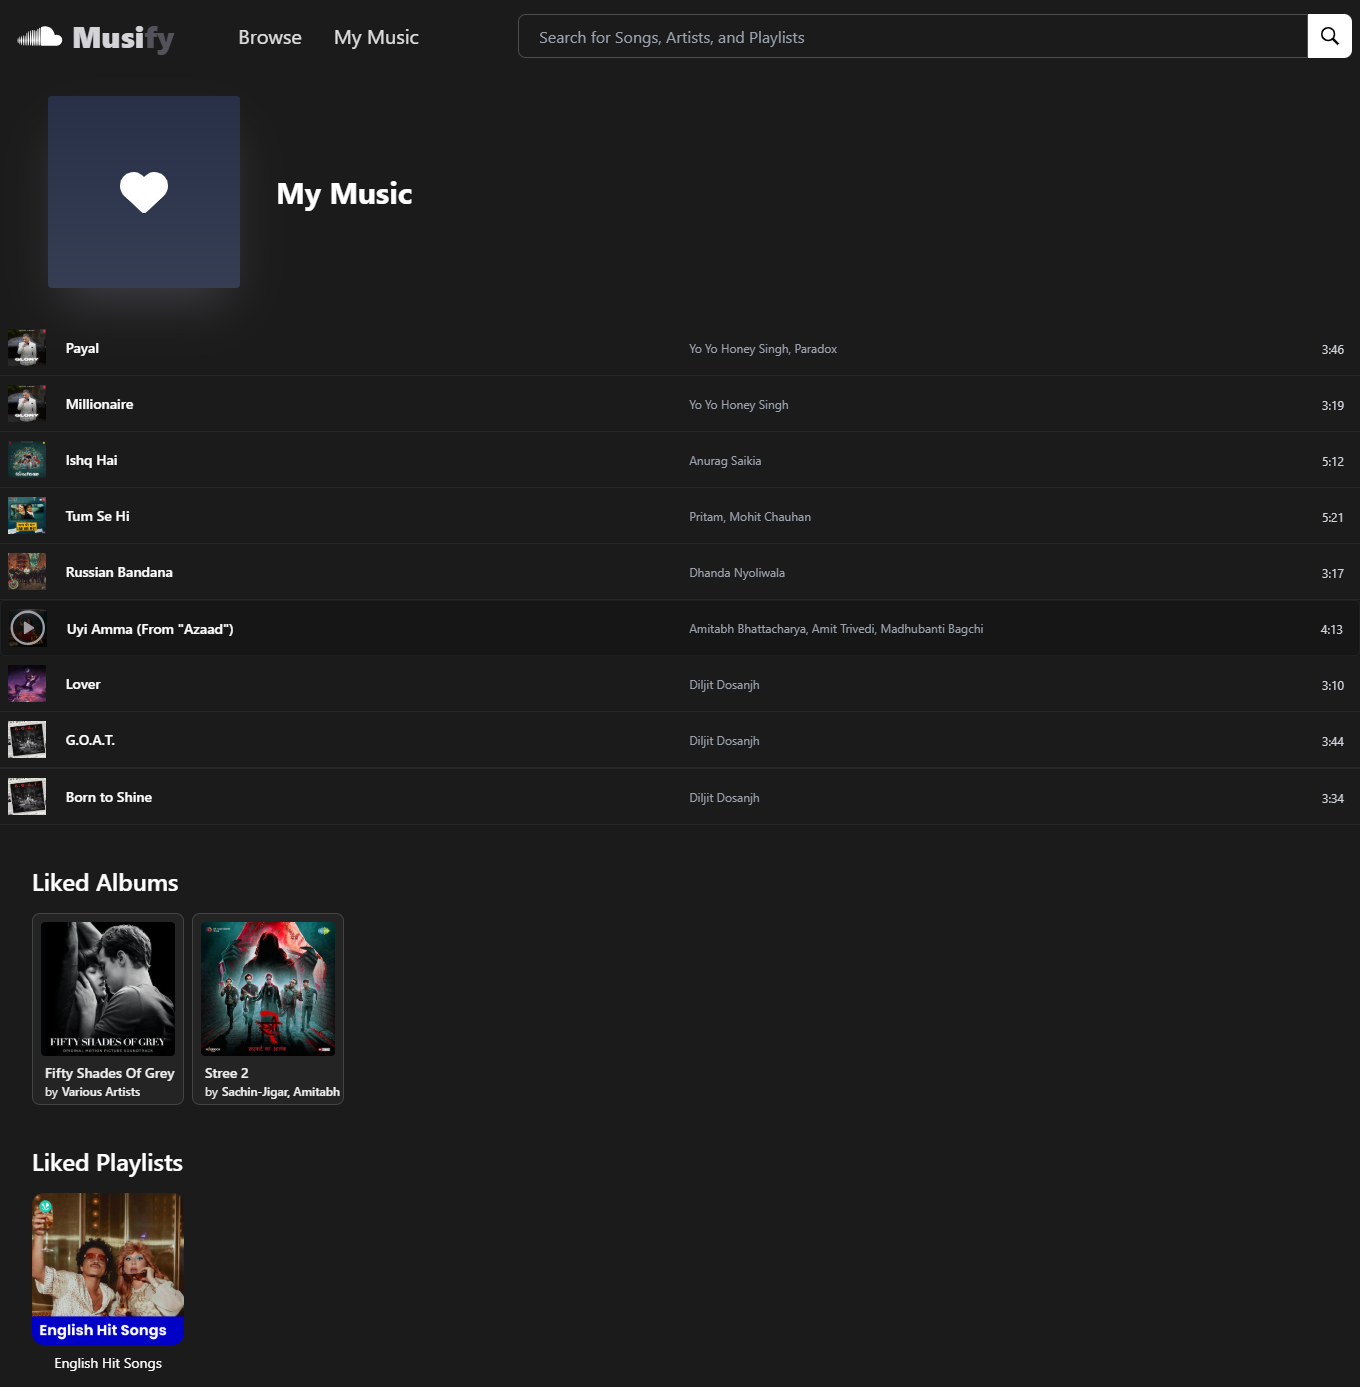 Musify
Browse
My Music
Search for Songs, Artists, and Playlists
My Music
Payal
Yo Yo Honey Singh, Paradox
3:46
Millionaire
Yo Yo Honey Singh
3:19
Ishq Hai
Anurag Saikia
5:12
Tum Se Hi
Pritam, Mohit Chauhan
5:21
Russian Bandana
Dhanda Nyoliwala
3:17
Uyi Amma (From "Azaad")
Amitabh Bhattacharya, Amit Trivedi, Madhubanti Bagchi
4:13
Lover
Diljit Dosanjh
3:10
G.O.A.T.
Diljit Dosanjh
3:44
Born to Shine
Diljit Dosanjh
3:34
Liked Albums
FIFTY SHADES OF GREY
ORIGINAL MOTION PICTURE SOUNDTRACK
Fifty Shades Of Grey
by Various Artists
स्त्री
Stree 2
by Sachin-Jigar, Amitabh
Liked Playlists
English Hit Songs
English Hit Songs